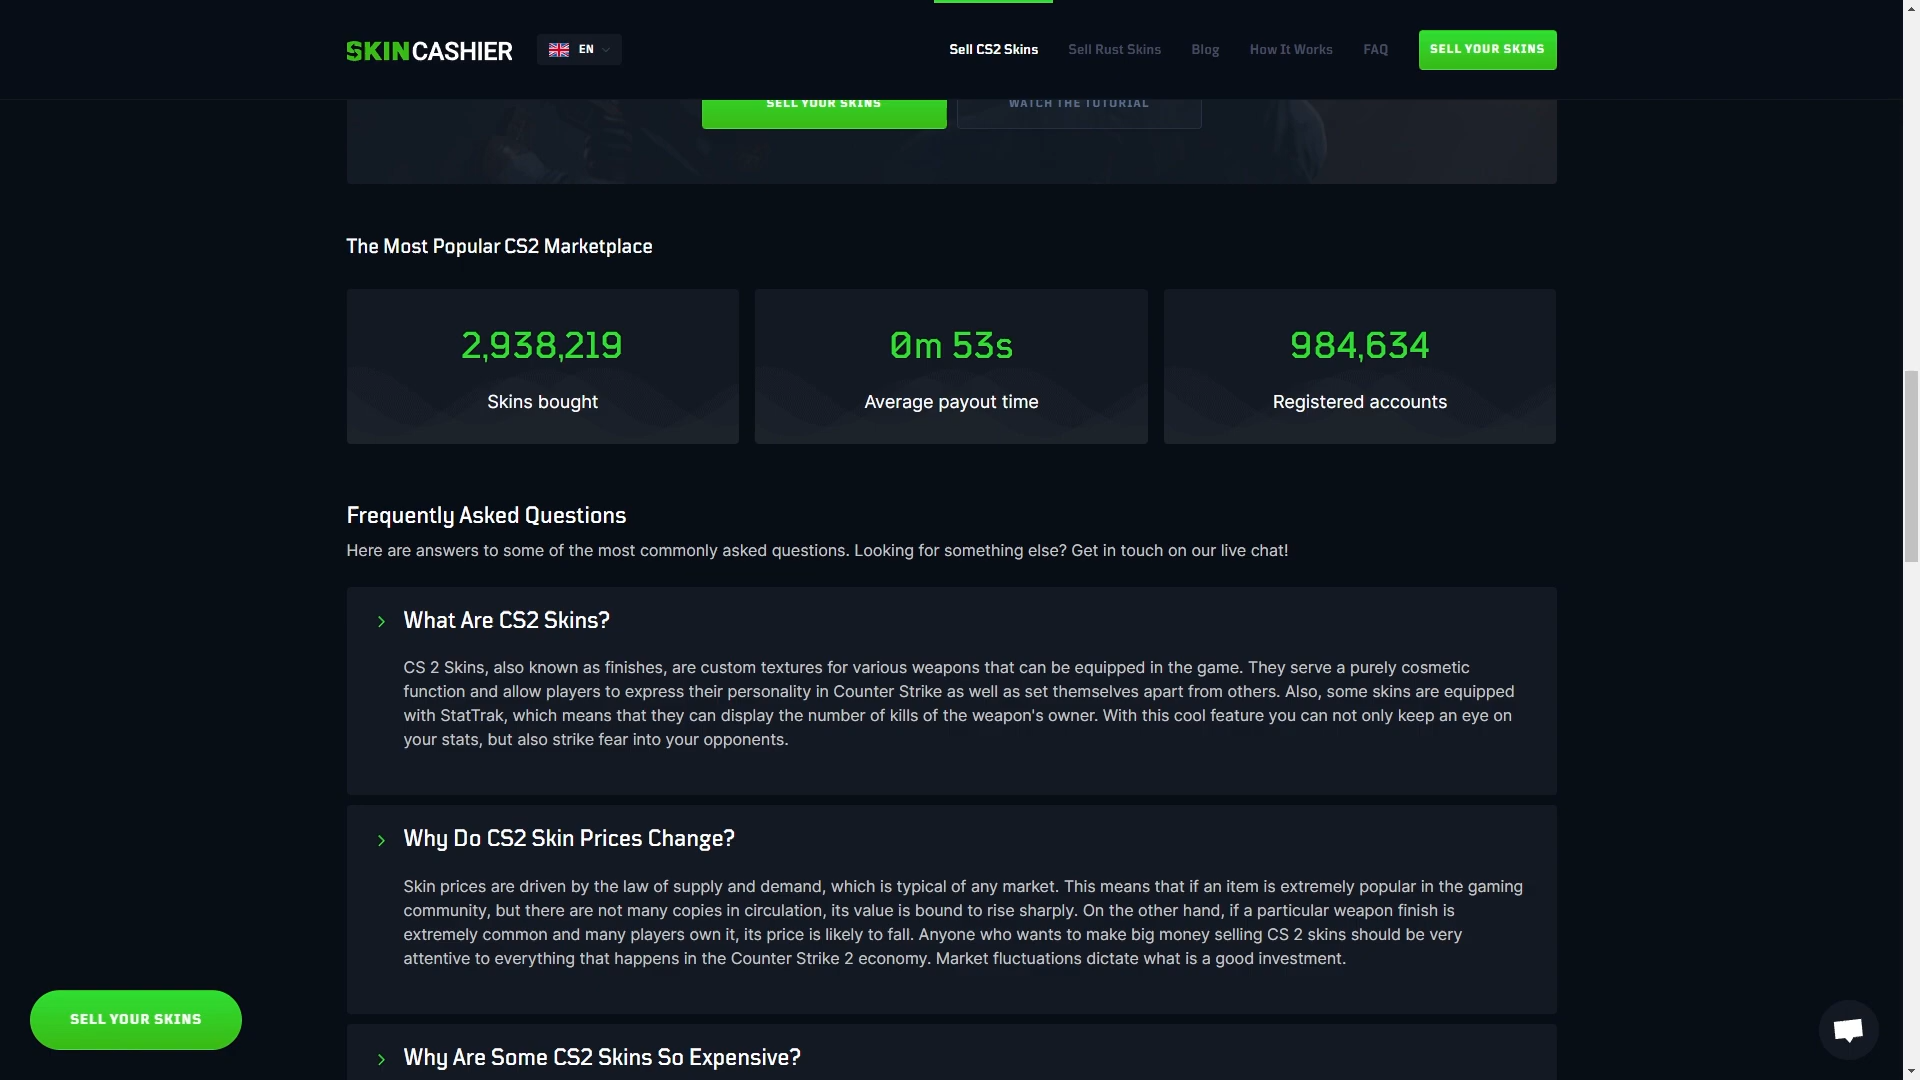 SKINCASHIER
EN
Sell CS2 Skins
Sell Rust Skins
Blog
How It Works
FAQ
SELL YOUR SKINS
SELL YOUR SKINS
WATCH THE TUTORIAL
The Most Popular CS2 Marketplace
2,938,219
Skins bought
0m 53s
Average payout time
984,634
Registered accounts
Frequently Asked Questions
Here are answers to some of the most commonly asked questions. Looking for something else? Get in touch on our live chat!
What Are CS2 Skins?
CS 2 Skins, also known as finishes, are custom textures for various weapons that can be equipped in the game. They serve a purely cosmetic
function and allow players to express their personality in Counter Strike as well as set themselves apart from others. Also, some skins are equipped
with StatTrak, which means that they can display the number of kills of the weapon's owner. With this cool feature you can not only keep an eye on
your stats, but also strike fear into your opponents.
Why Do CS2 Skin Prices Change?
Skin prices are driven by the law of supply and demand, which is typical of any market. This means that if an item is extremely popular in the gaming
community, but there are not many copies in circulation, its value is bound to rise sharply. On the other hand, if a particular weapon finish is
extremely common and many players own it, its price is likely to fall. Anyone who wants to make big money selling CS 2 skins should be very
attentive to everything that happens in the Counter Strike 2 economy. Market fluctuations dictate what is a good investment.
Why Are Some CS2 Skins So Expensive?
SELL YOUR SKINS